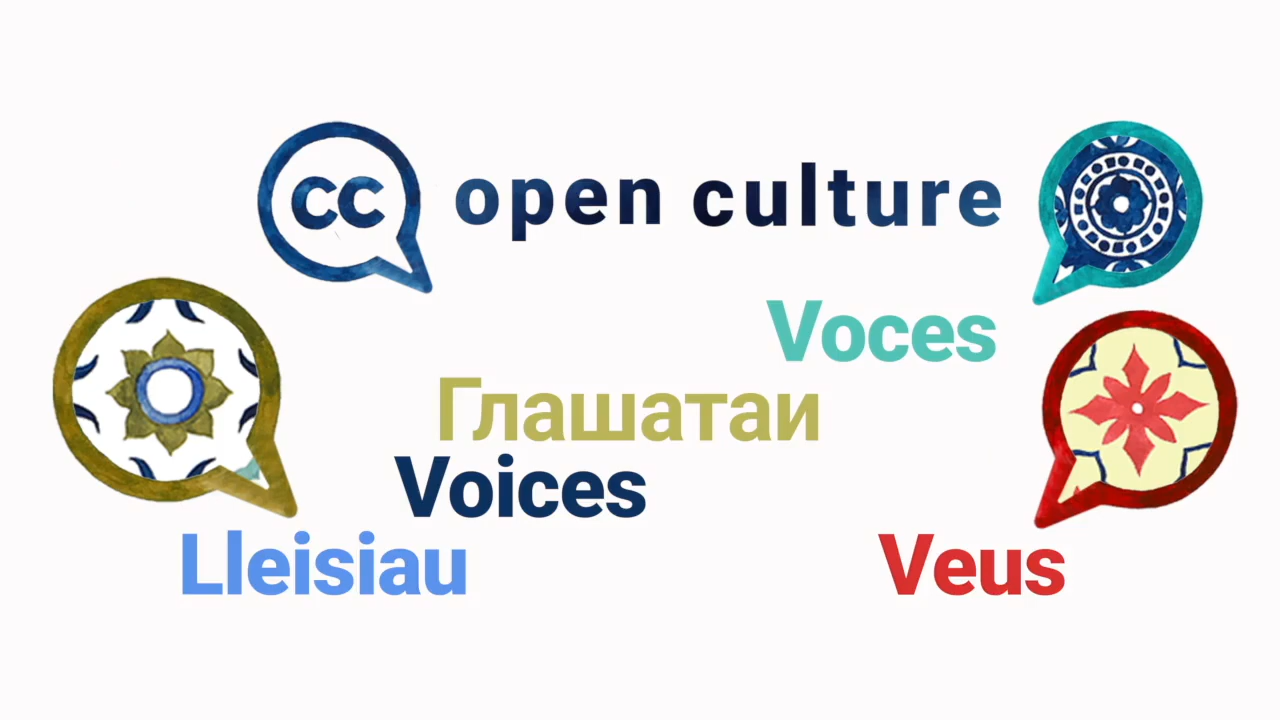 cc open culture
Voces
Глашатаи
Voices
Lleisiau
Veus